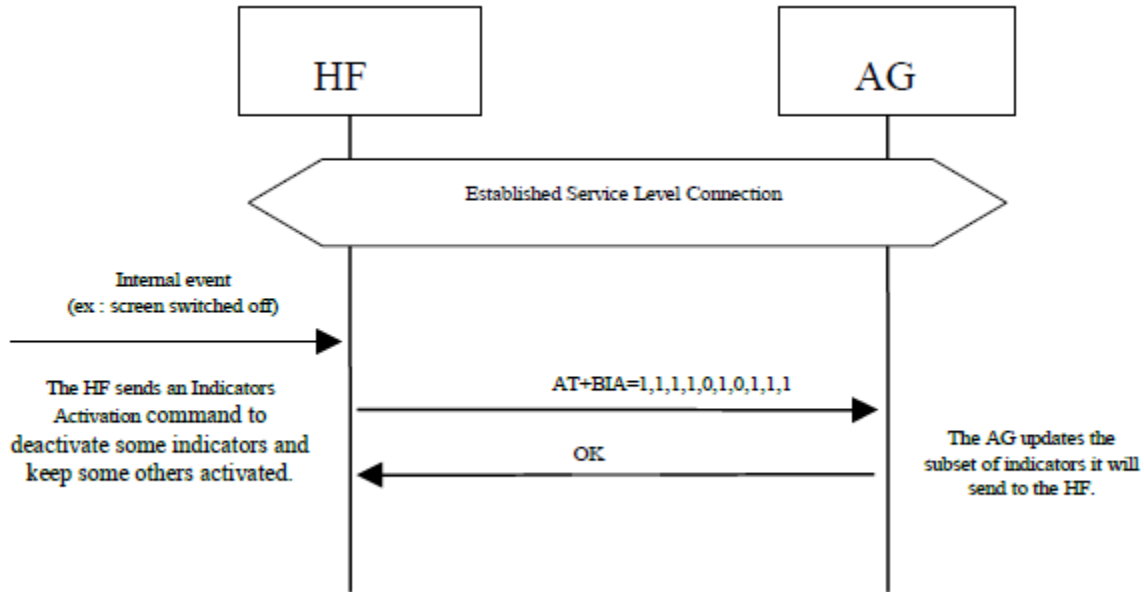 HF
AG
Established Service Level Connection
Internal event
(ex : screen switched off)
The HF sends an Indicators
Activation command to
deactivate some indicators and
keep some others activated.
AT+BIA=1,1,1,1,0,1,0,1,1,1
OK
The AG updates the
subset of indicators it will
send to the HF.